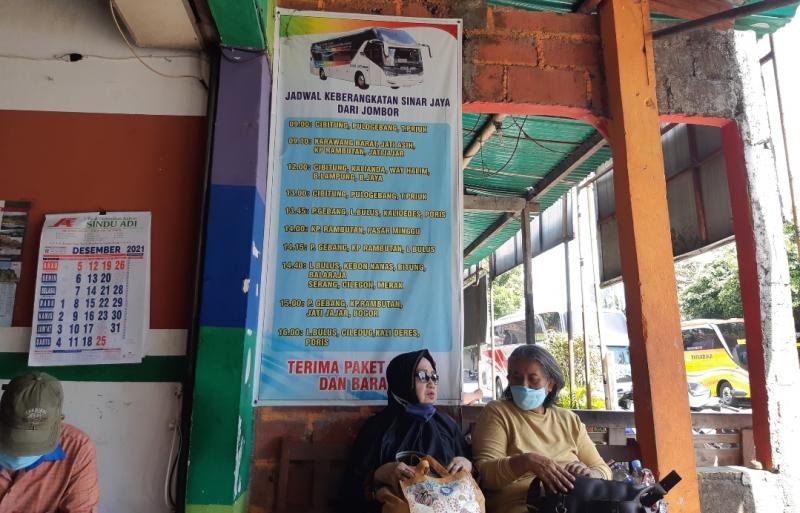 JADWAL KEBERANGKATAN SINAR JAYA
DARI JOMBOR
09.00: CIBITUNG, PULOGEBANG, T.PRIUK
09.10: KARAWANG BARAT, JATI ASIH,
KP RAMBUTAN, JATIJAJAR
12.00: CIBITUNG, KALIANDA, WAY HALIM,
B.LAMPUNG, B.JAYA
13.00: CIBITUNG, PULOGEBANG, T.PRIUK
13.45: P.GEBANG, L.BULUS, KALIDEDES, PORIS
14.00: KP. RAMBUTAN, PASAR MINGGU
14.15: P. GEBANG, KP RAMBUTAN, L BULUS
14.40: L BULUS, KEBON NANAS, BITUNG,
BALARAJA
SERANG, CILEGON, MERAK
15.00: P. GEBANG, KP.RAMBUTAN,
JATI JAJAR, BOGOR
16.00: L.BULUS, CILEDUG,KALI DERES,
PORIS
TERIMA PAKET
DAN BARA
SINDU ADI
DESEMBER 2021
5 12 19 26
6 13 20 27
7 14 21 28
1 8 15 22 29
2 9 16 23 30
3 10 17 24 31
4 11 18 25